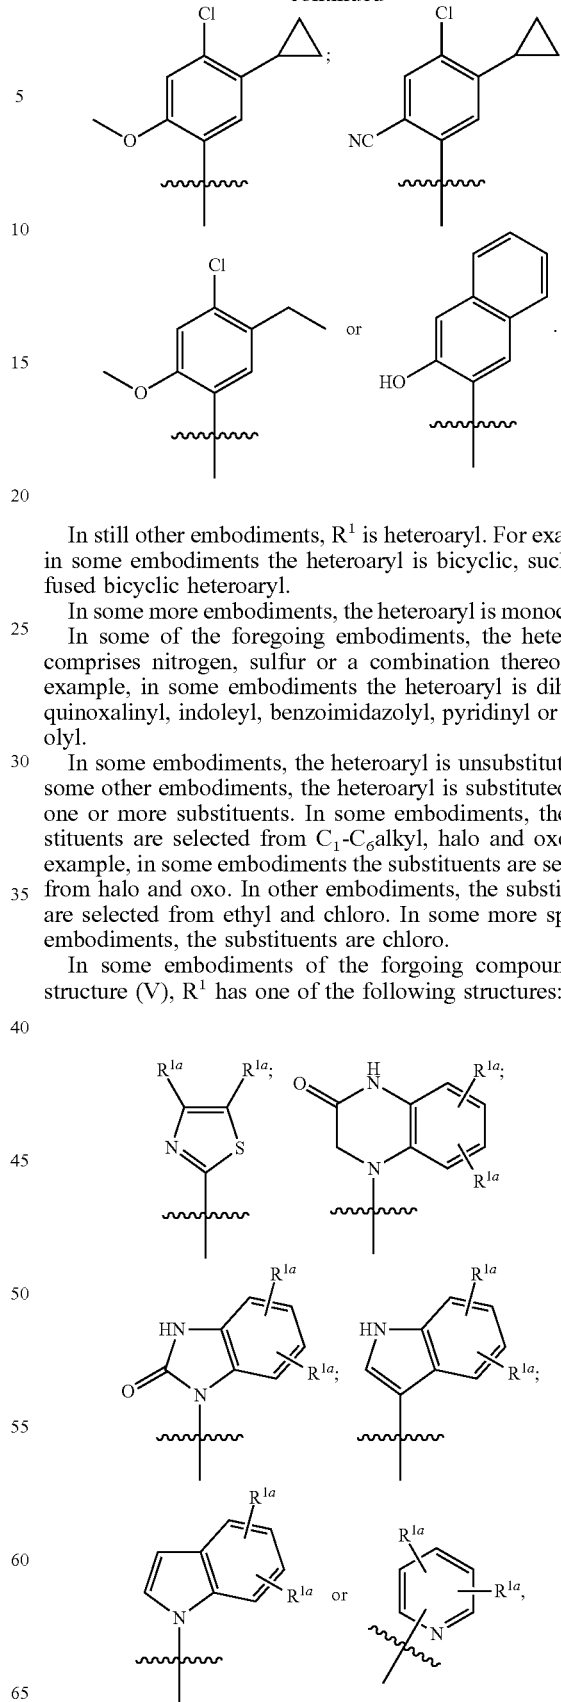 Cl
Cl
;
5
O
NC
10
Cl
or
.
15
O
HO
20
In still other embodiments, R¹ is heteroaryl. For exa
in some embodiments the heteroaryl is bicyclic, suc
fused bicyclic heteroaryl.
In some more embodiments, the heteroaryl is monoc
25
In some of the foregoing embodiments, the hete
comprises nitrogen, sulfur or a combination thereo
example, in some embodiments the heteroaryl is dih
quinoxalinyl, indoleyl, benzoimidazolyl, pyridinyl or
olyl.
30
In some embodiments, the heteroaryl is unsubstitut
some other embodiments, the heteroaryl is substituted
one or more substituents. In some embodiments, the
stituents are selected from C₁-C₆alkyl, halo and oxo
example, in some embodiments the substituents are se
35
from halo and oxo. In other embodiments, the substi
are selected from ethyl and chloro. In some more sp
embodiments, the substituents are chloro.
In some embodiments of the forgoing compoun
structure (V), R¹ has one of the following structures:
40
R¹ᵃ
R¹ᵃ;
N
S
O
H
N
R¹ᵃ;
N
R¹ᵃ
45
50
HN
O
N
R¹ᵃ
R¹ᵃ;
HN
R¹ᵃ
R¹ᵃ;
55
60
N
R¹ᵃ
R¹ᵃ
or
R¹ᵃ
R¹ᵃ,
N
65